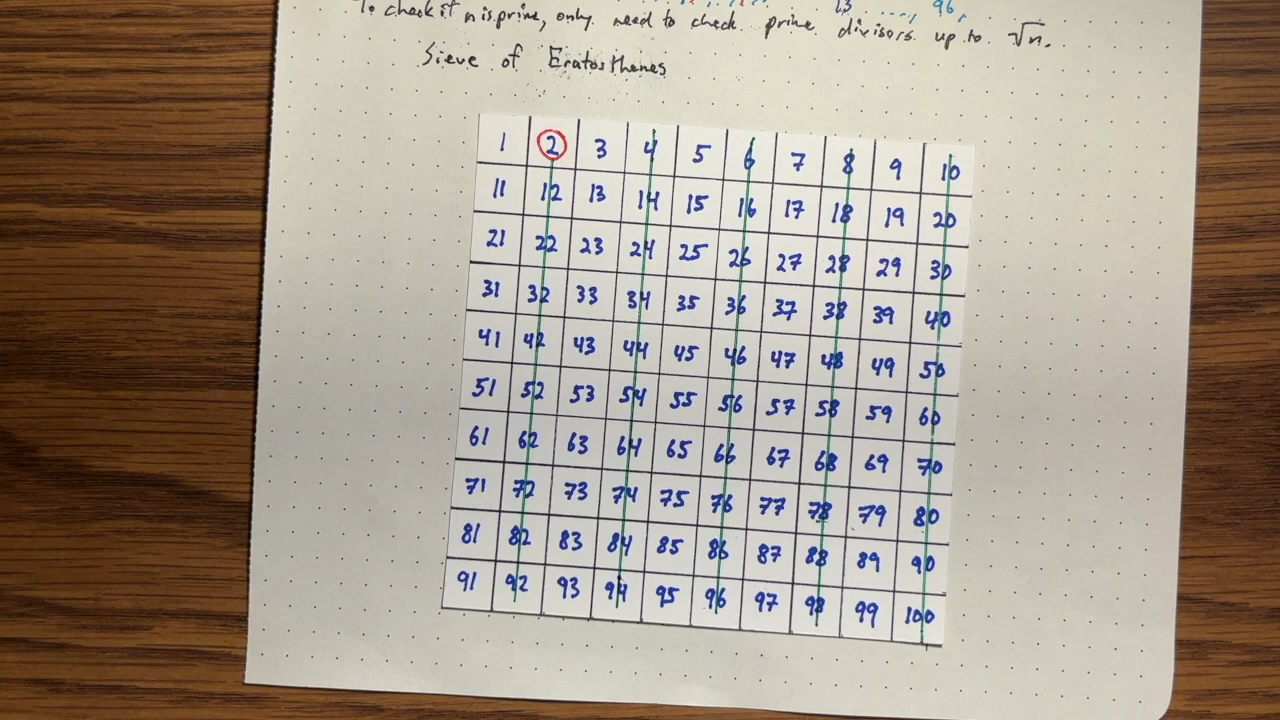 13 ...., 96,
To check if n is prime, only need to check prime divisors up to √n.
Sieve of Eratosthenes
1 2 3 4 5 6 7 8 9 10
11 12 13 14 15 16 17 18 19 20
21 22 23 24 25 26 27 28 29 30
31 32 33 34 35 36 37 38 39 40
41 42 43 44 45 46 47 48 49 50
51 52 53 54 55 56 57 58 59 60
61 62 63 64 65 66 67 68 69 70
71 72 73 74 75 76 77 78 79 80
81 82 83 84 85 86 87 88 89 90
91 92 93 94 95 96 97 98 99 100